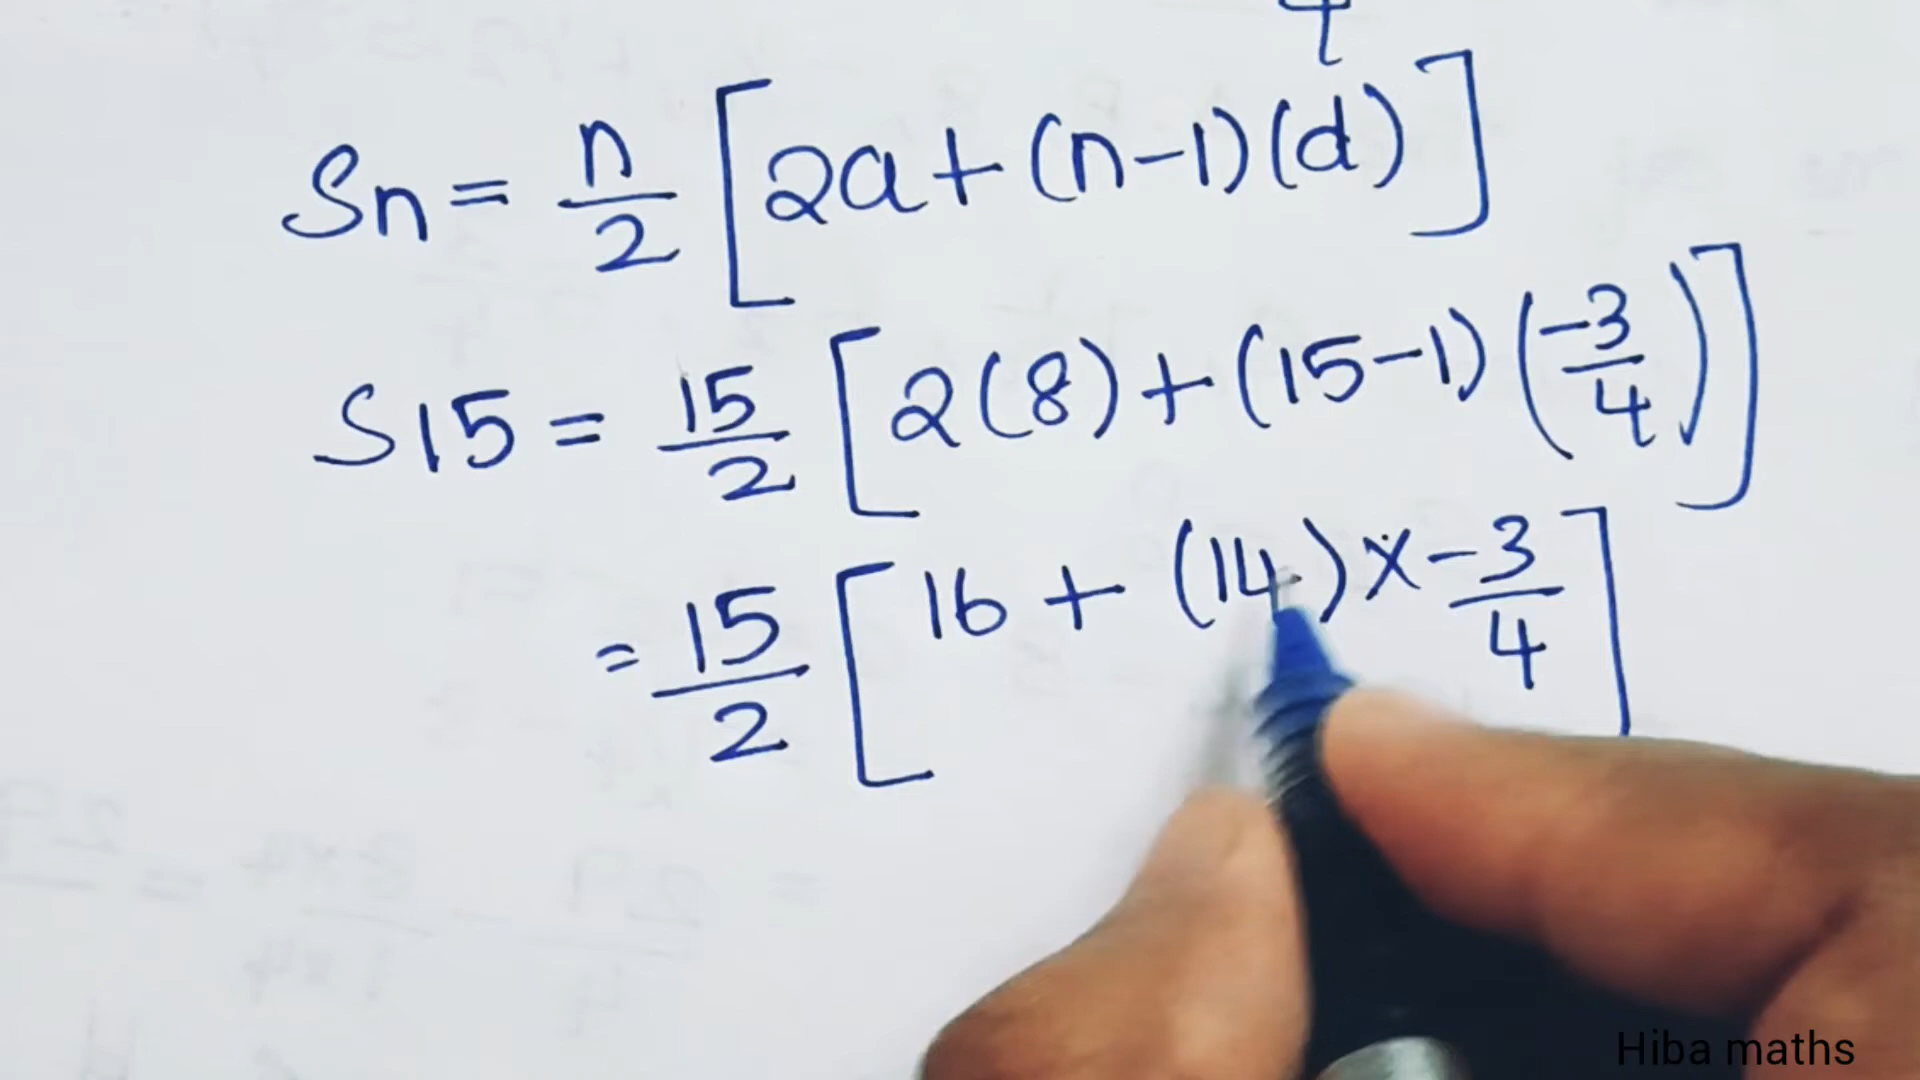 Sn = n/2 [2a + (n-1)(d)]
S15 = 15/2 [2(8) + (15-1)(-3/4)]
= 15/2 [16 + (14) x -3/4]
Hiba maths